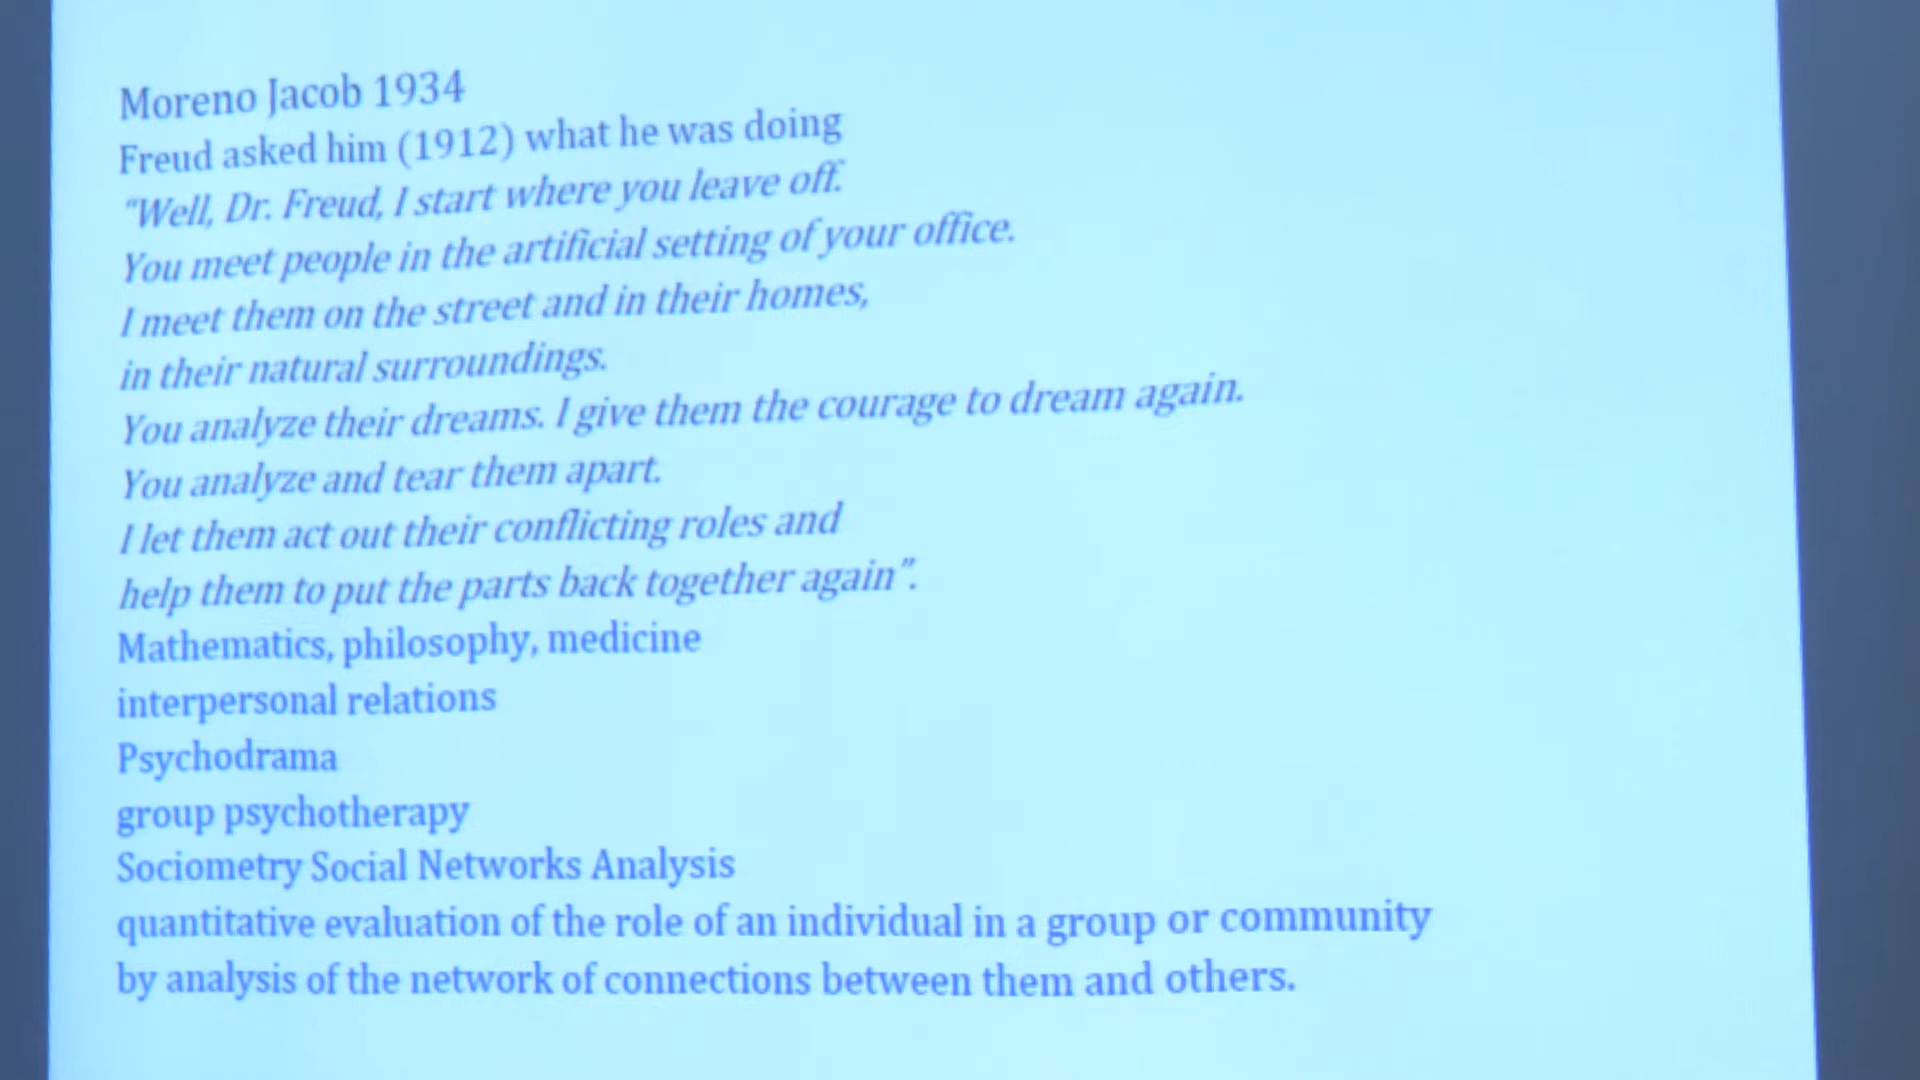 Moreno Jacob 1934
Freud asked him (1912) what he was doing
“Well, Dr. Freud, I start where you leave off.
You meet people in the artificial setting of your office.
I meet them on the street and in their homes,
in their natural surroundings.
You analyze their dreams. I give them the courage to dream again.
You analyze and tear them apart.
I let them act out their conflicting roles and
help them to put the parts back together again”.
Mathematics, philosophy, medicine
interpersonal relations
Psychodrama
group psychotherapy
Sociometry Social Networks Analysis
quantitative evaluation of the role of an individual in a group or community
by analysis of the network of connections between them and others.